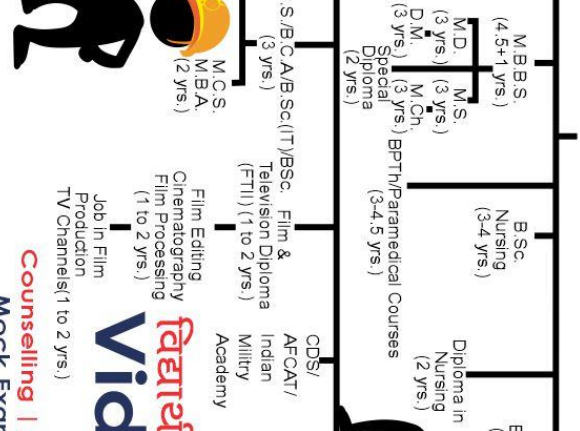 M.B.B.S.
(4.5+1 yrs.)
M.D.
(3 yrs.)
D.M.
(3 yrs.)
M.S.
(3 yrs.)
M.Ch.
(3 yrs.)
Special
Diploma
(2 yrs.)
B.Sc.
Nursing
(3-4 yrs.)
BPTh/Paramedical Courses
(3-4.5 yrs.)
Diploma in
Nursing
(2 yrs.)
.S./B.C.A/B.Sc.(IT)/BSc.
(3 yrs.)
M.C.S.
M.B.A.
(2 yrs.)
Film &
Television Diploma
(FTII) (1 to 2 yrs.)
Film Editing
Cinematography
Film Processing
(1 to 2 yrs.)
Job in Film
Production
TV Channels(1 to 2 yrs.)
CDS/
AFCAT/
Indian
Militry
Academy
Counselling |